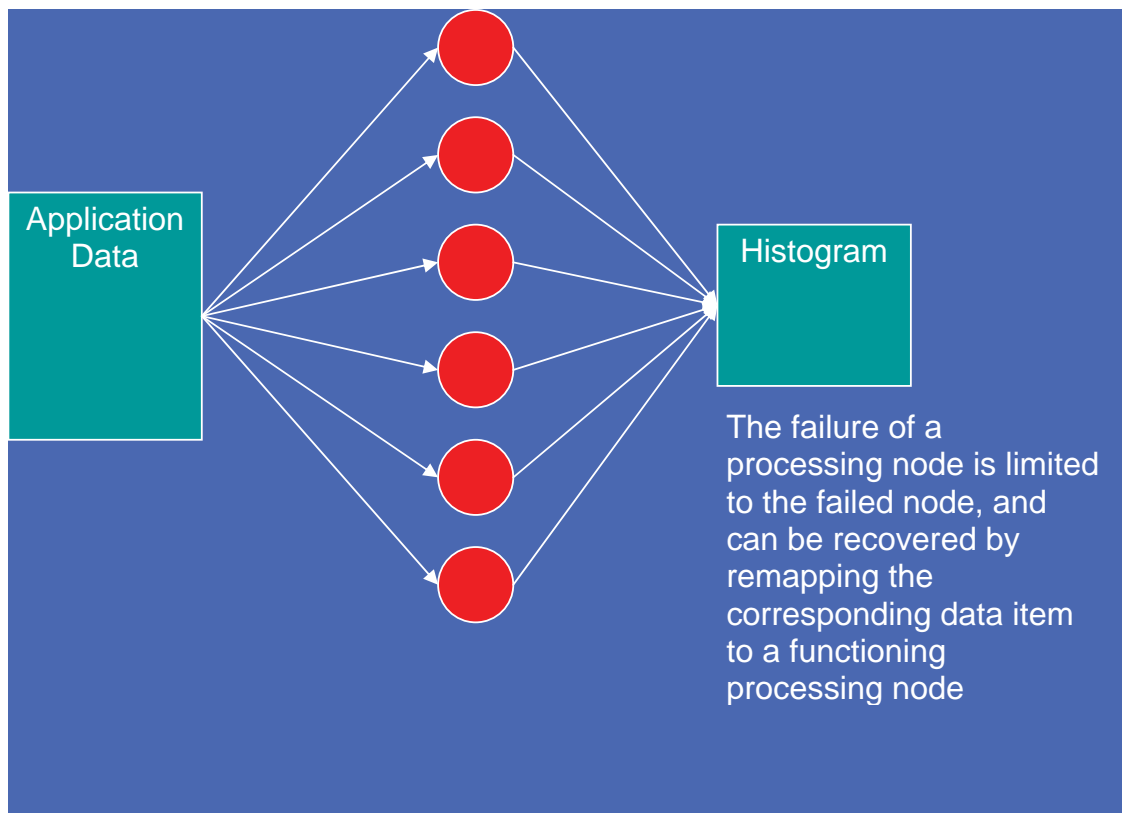 Application
Data
Histogram
The failure of a
processing node is limited
to the failed node, and
can be recovered by
remapping the
corresponding data item
to a functioning
processing node